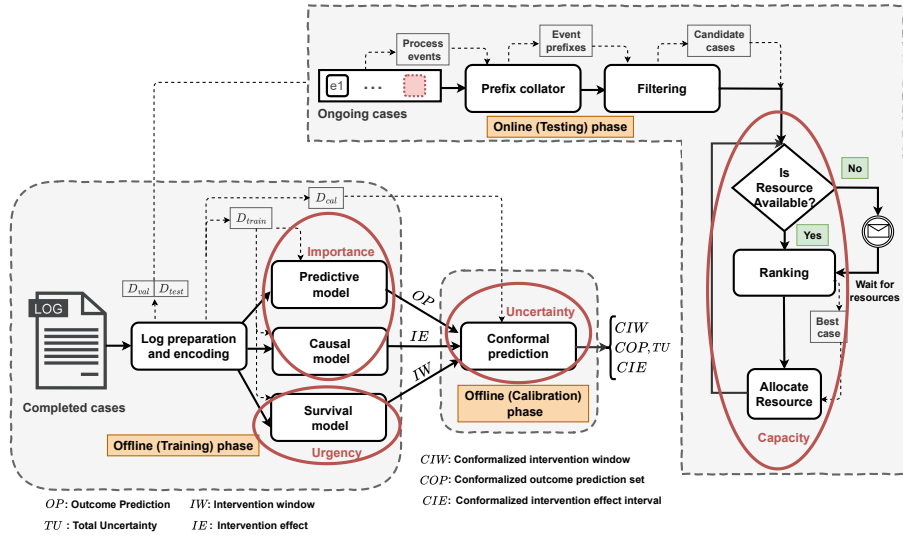 Process
events
Event
prefixes
Candidate
cases
e1
...
Prefix collator
Filtering
Ongoing cases
Online (Testing) phase
Is
Resource
Available?
No
Yes
Wait for
resources
Ranking
Best
case
Allocate
Resource
Capacity
D_cal
D_train
D_val D_test
Importance
Predictive
model
LOG
Log preparation
and encoding
Causal model
Survival
model
Urgency
Completed cases
Offline (Training) phase
OP
IE
IW
Uncertainty
Conformal
prediction
Offline (Calibration)
phase
CIW
COP, TU
CIE
CIW: Conformalized intervention window
COP: Conformalized outcome prediction set
CIE: Conformalized intervention effect interval
OP: Outcome Prediction IW: Intervention window
TU : Total Uncertainty IE : Intervention effect